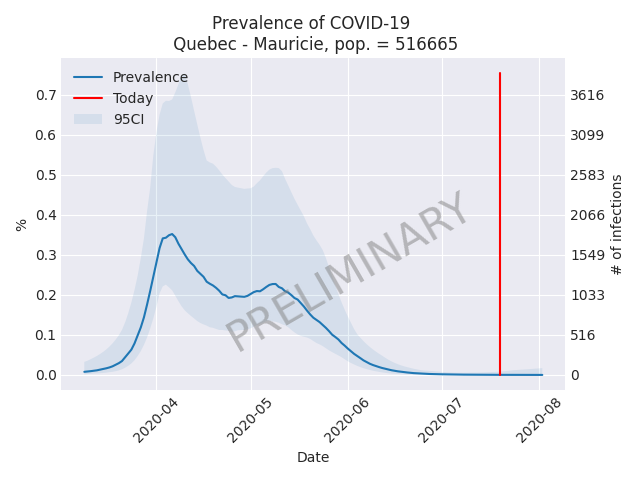 Prevalence of COVID-19
Quebec - Mauricie, pop. = 516665
Prevalence
Today
95CI
0.7
0.6
0.5
0.4
0.3
0.2
0.1
0.0
%
3616
3099
2583
2066
1549
1033
516
0
# of infections
PRELIMINARY
2020-04
2020-05
2020-06
2020-07
2020-08
Date